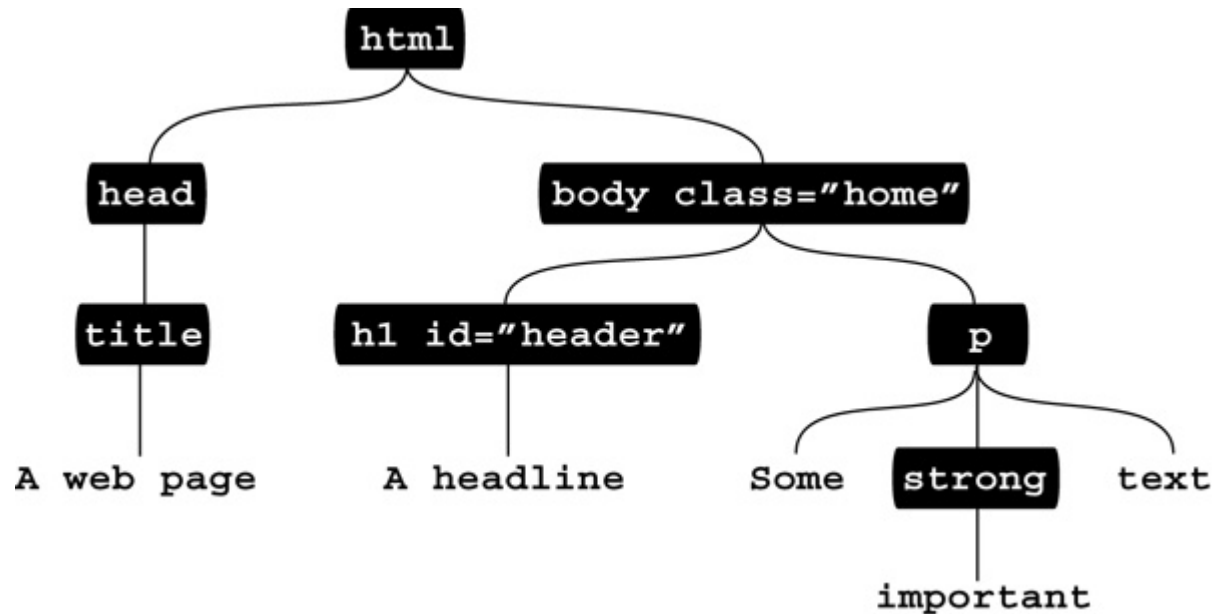 html
head
body class=”home”
title
h1 id=”header”
p
A web page
A headline
Some
strong
text
important